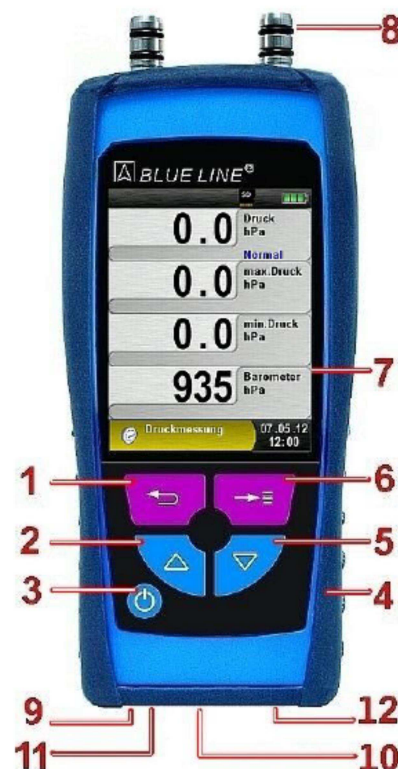 8
BLUE LINE®
SD
0.0 Druck hPa
Normal
0.0 max.Druck hPa
0.0 min.Druck hPa
935 Barometer hPa
7
Druckmessung 07.05.12
12:00
1
6
2
5
3
4
9
12
11
10